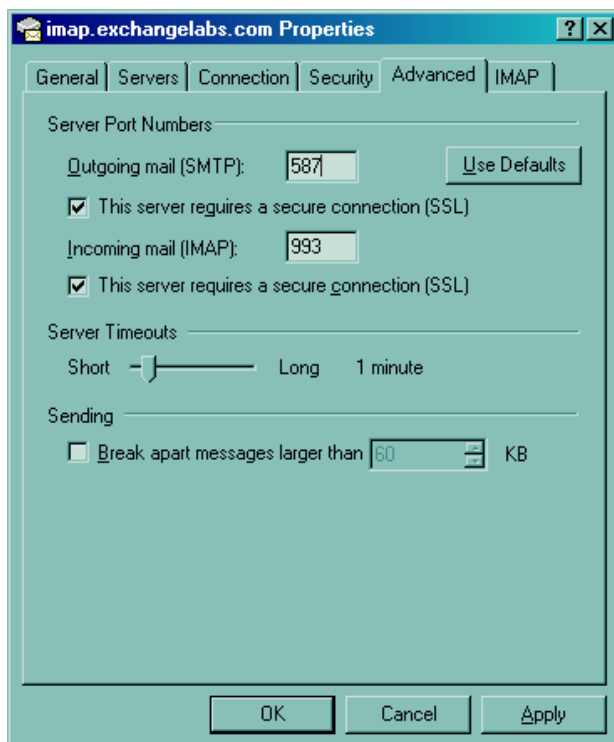 imap.exchangelabs.com Properties
General Servers Connection Security Advanced IMAP
Server Port Numbers
Outgoing mail (SMTP): 587 Use Defaults
This server requires a secure connection (SSL)
Incoming mail (IMAP): 993
This server requires a secure connection (SSL)
Server Timeouts
Short Long 1 minute
Sending
Break apart messages larger than 60 KB
OK Cancel Apply